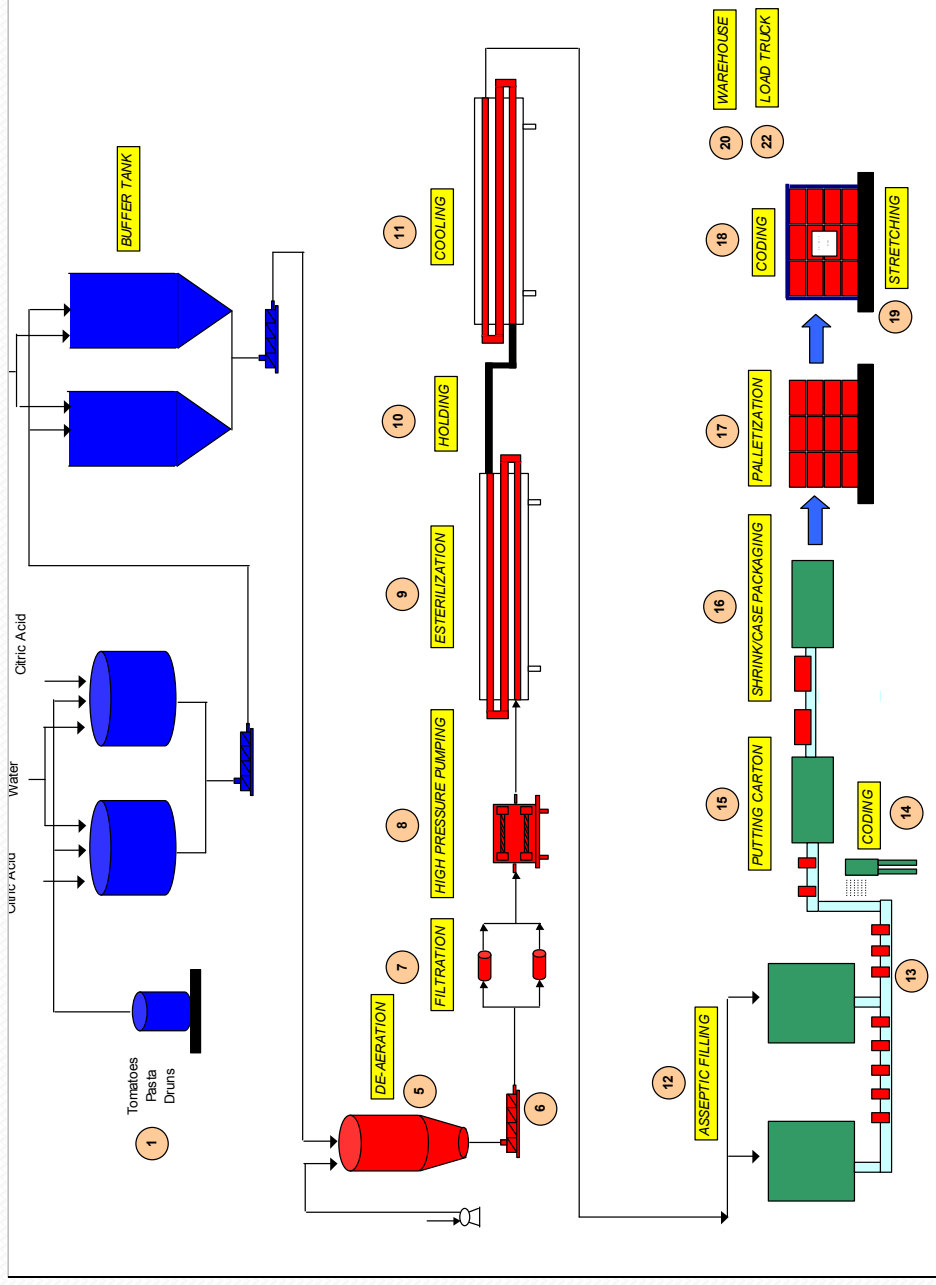 Citric Acid
Water
Citric Acid
Tomatoes
Pasta
Druns
1
BUFFER TANK
DE-AERATION
5
6
7
FILTRATION
8
HIGH PRESSURE PUMPING
9
ESTERILIZATION
10
HOLDING
11
COOLING
12
ASSEPTIC FILLING
13
CODING
14
15
PUTTING CARTON
16
SHRINK/CASE PACKAGING
17
PALLETIZATION
18
CODING
19
STRETCHING
20
WAREHOUSE
22
LOAD TRUCK